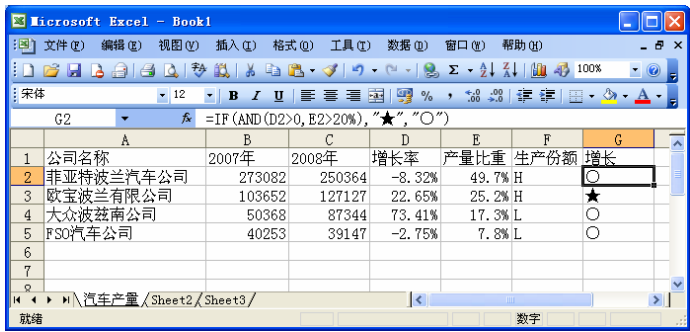 Microsoft Excel - Book1
文件(F) 编辑(E) 视图(V) 插入(I) 格式(O) 工具(T) 数据(D) 窗口(W) 帮助(H)
100%
宋体 12 B I U
G2 fx =IF(AND(D2>0,E2>20%),"★","○")
A B C D E F G
1 公司名称 2007年 2008年 增长率 产量比重 生产份额 增长
2 菲亚特波兰汽车公司 273082 250364 -8.32% 49.7% H ○
3 欧宝波兰有限公司 103652 127127 22.65% 25.2% H ★
4 大众波兹南公司 50368 87344 73.41% 17.3% L ○
5 FSO汽车公司 40253 39147 -2.75% 7.8% L ○
6
7
8
汽车产量 Sheet2 Sheet3
就绪 数字